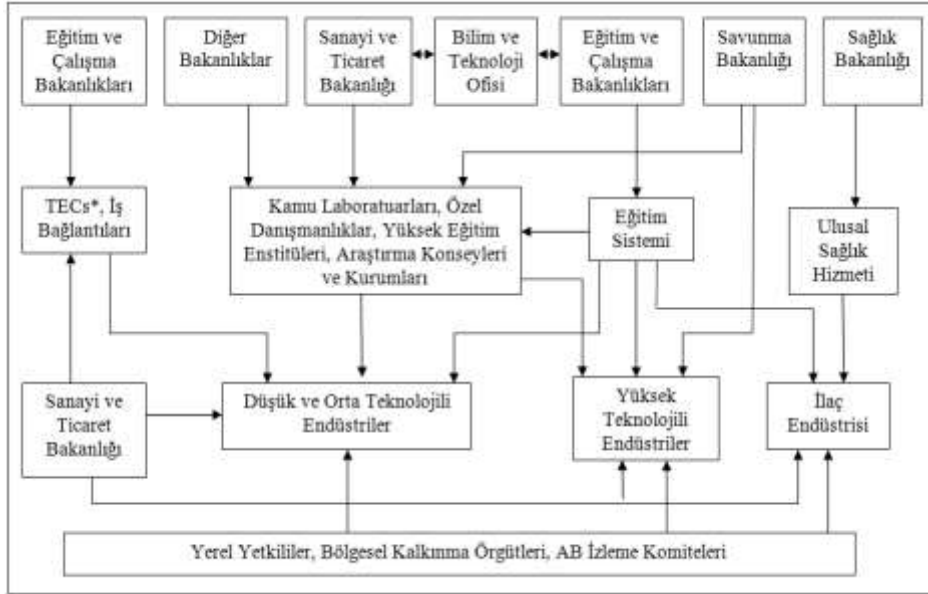 Eğitim ve
Çalışma
Bakanlıkları
Diğer
Bakanlıklar
Sanayi ve
Ticaret
Bakanlığı
Bilim ve
Teknoloji
Ofisi
Eğitim ve
Çalışma
Bakanlıkları
Savunma
Bakanlığı
Sağlık
Bakanlığı
TECs*, İş
Bağlantıları
Kamu Laboratuarları, Özel
Danışmanlıklar, Yüksek Eğitim
Enstitüleri, Araştırma Konseyleri
ve Kurumları
Eğitim
Sistemi
Ulusal
Sağlık
Hizmeti
Sanayi ve
Ticaret
Bakanlığı
Düşük ve Orta Teknolojili
Endüstriler
Yüksek
Teknolojili
Endüstriler
İlaç
Endüstrisi
Yerel Yetkililer, Bölgesel Kalkınma Örgütleri, AB İzleme Komiteleri